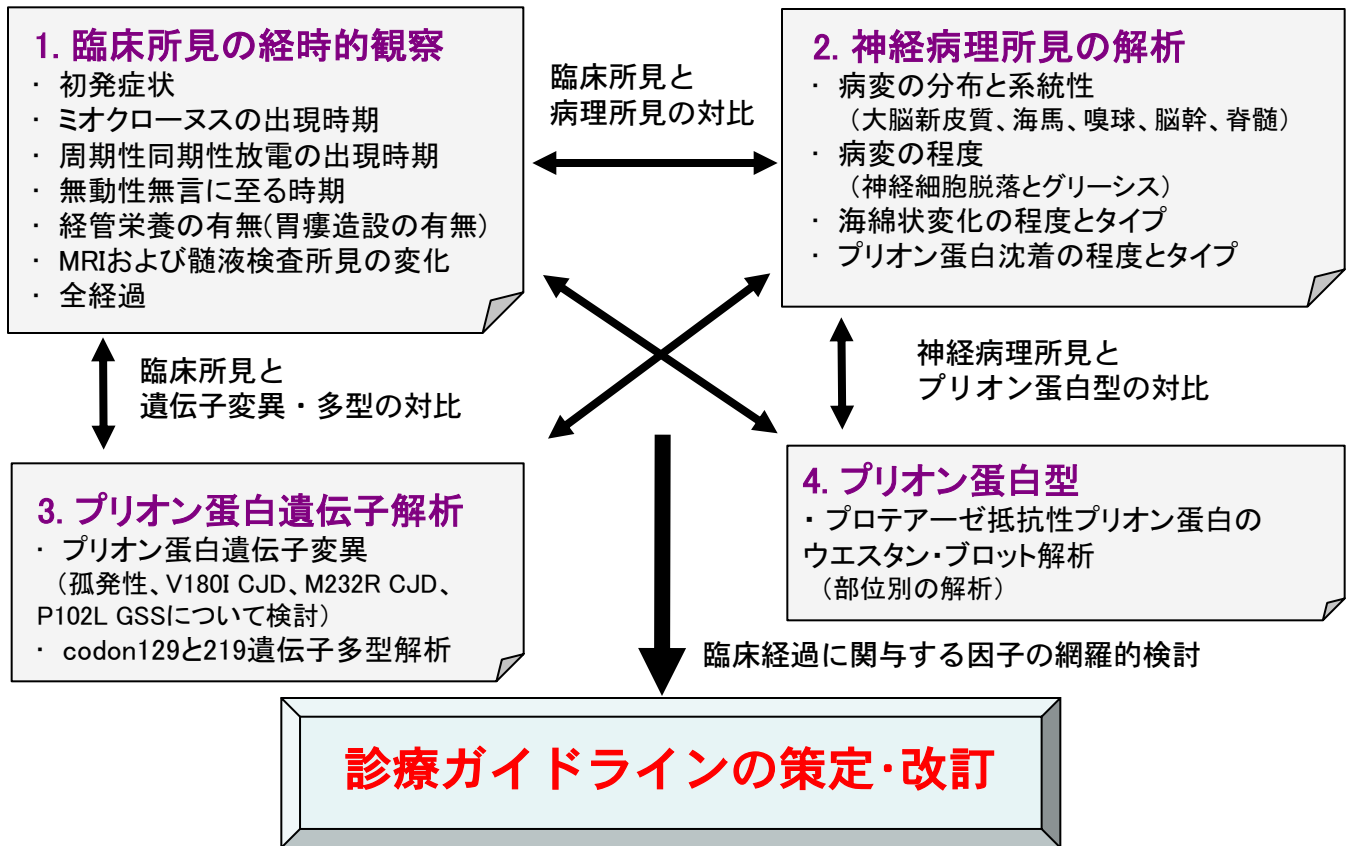 1. 臨床所見の経時的観察
・ 初発症状
・ ミオクローヌスの出現時期
・ 周期性同期性放電の出現時期
・ 無動性無言に至る時期
・ 経管栄養の有無(胃瘻造設の有無)
・ MRIおよび髄液検査所見の変化
・ 全経過
臨床所見と
病理所見の対比
2. 神経病理所見の解析
・ 病変の分布と系統性
（大脳新皮質、海馬、嗅球、脳幹、脊髄）
・ 病変の程度
（神経細胞脱落とグリーシス）
・ 海綿状変化の程度とタイプ
・ プリオン蛋白沈着の程度とタイプ
臨床所見と
遺伝子変異・多型の対比
神経病理所見と
プリオン蛋白型の対比
3. プリオン蛋白遺伝子解析
・ プリオン蛋白遺伝子変異
（孤発性、V180I CJD、M232R CJD、
P102L GSSについて検討）
・ codon129と219遺伝子多型解析
4. プリオン蛋白型
・ プロテアーゼ抵抗性プリオン蛋白の
ウエスタン・ブロット解析
（部位別の解析）
臨床経過に関与する因子の網羅的検討
診療ガイドラインの策定・改訂